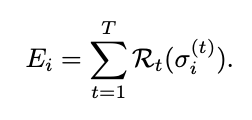 $E_i = \sum_{t=1}^{T} \mathcal{R}_t(\sigma_i^{(t)}).$